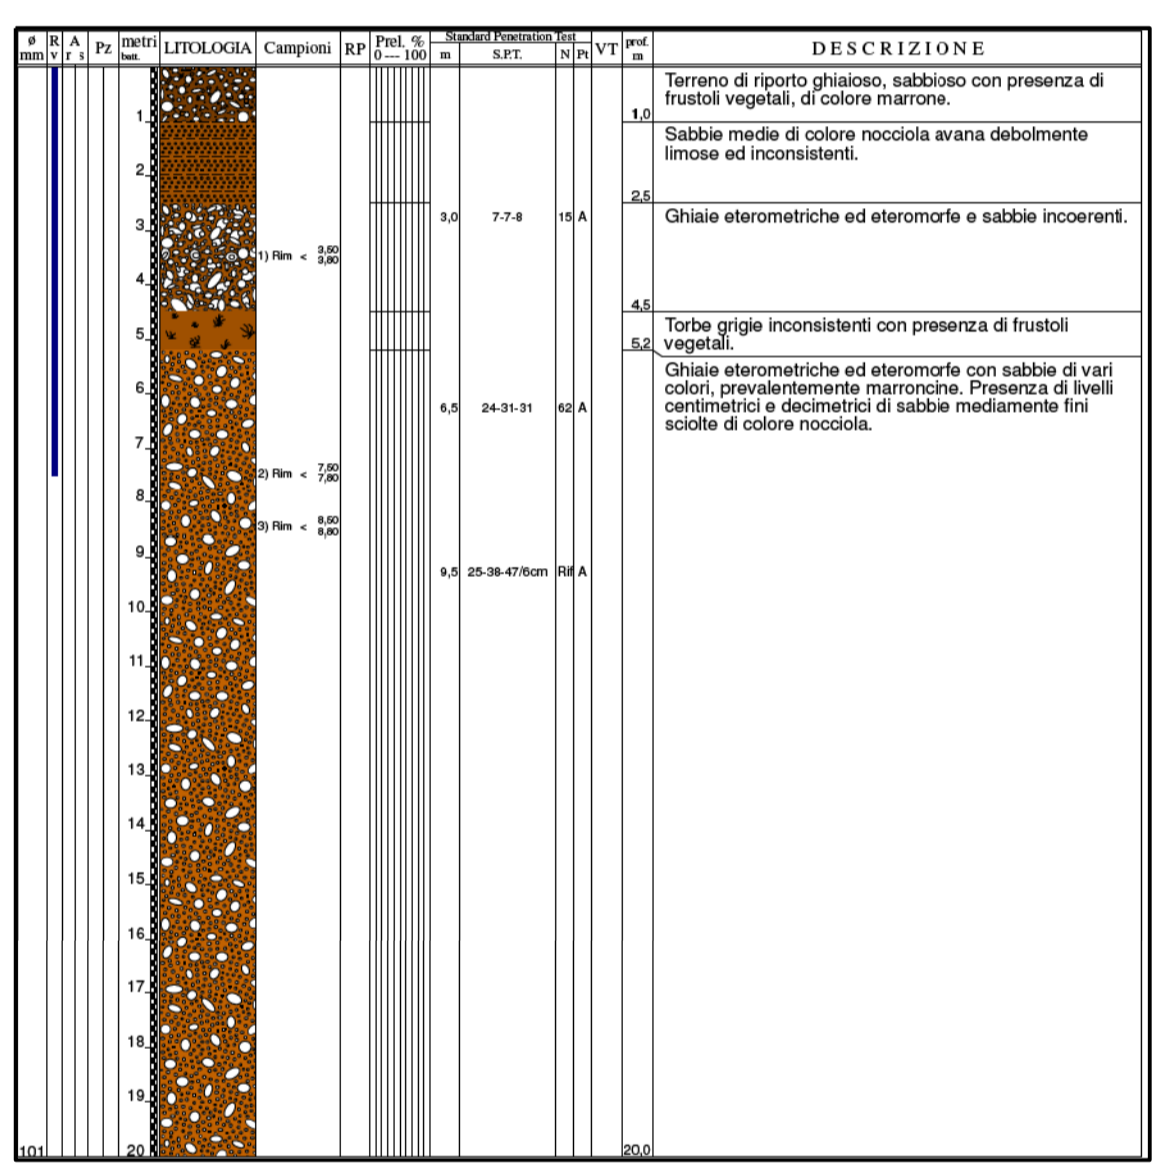 ø R A Pz metri LITOLOGIA Campioni RP Prel. % Standard Penetration Test VT prof. DESCRIZIONE
mm v r s batt. 0 --- 100 m S.P.T. N Pt m
Terreno di riporto ghiaioso, sabbioso con presenza di
frustoli vegetali, di colore marrone.
1 1,0
Sabbie medie di colore nocciola avana debolmente
limose ed inconsistenti.
2
2,5
3,0 7-7-8 15 A Ghiaie eterometriche ed eteromorfe e sabbie incoerenti.
3
1) Rim < 3,50
3,80
4
4,5
Torbe grigie inconsistenti con presenza di frustoli
5 5,2 vegetali.
Ghiaie eterometriche ed eteromorfe con sabbie di vari
colori, prevalentemente marroncine. Presenza di livelli
6
6,5 24-31-31 62 A centimetrici e decimetrici di sabbie mediamente fini
sciolte di colore nocciola.
7
2) Rim < 7,50
7,80
8
3) Rim < 8,50
8,80
9
9,5 25-38-47/6cm Rif A
10
11
12
13
14
15
16
17
18
19
101 20 20,0